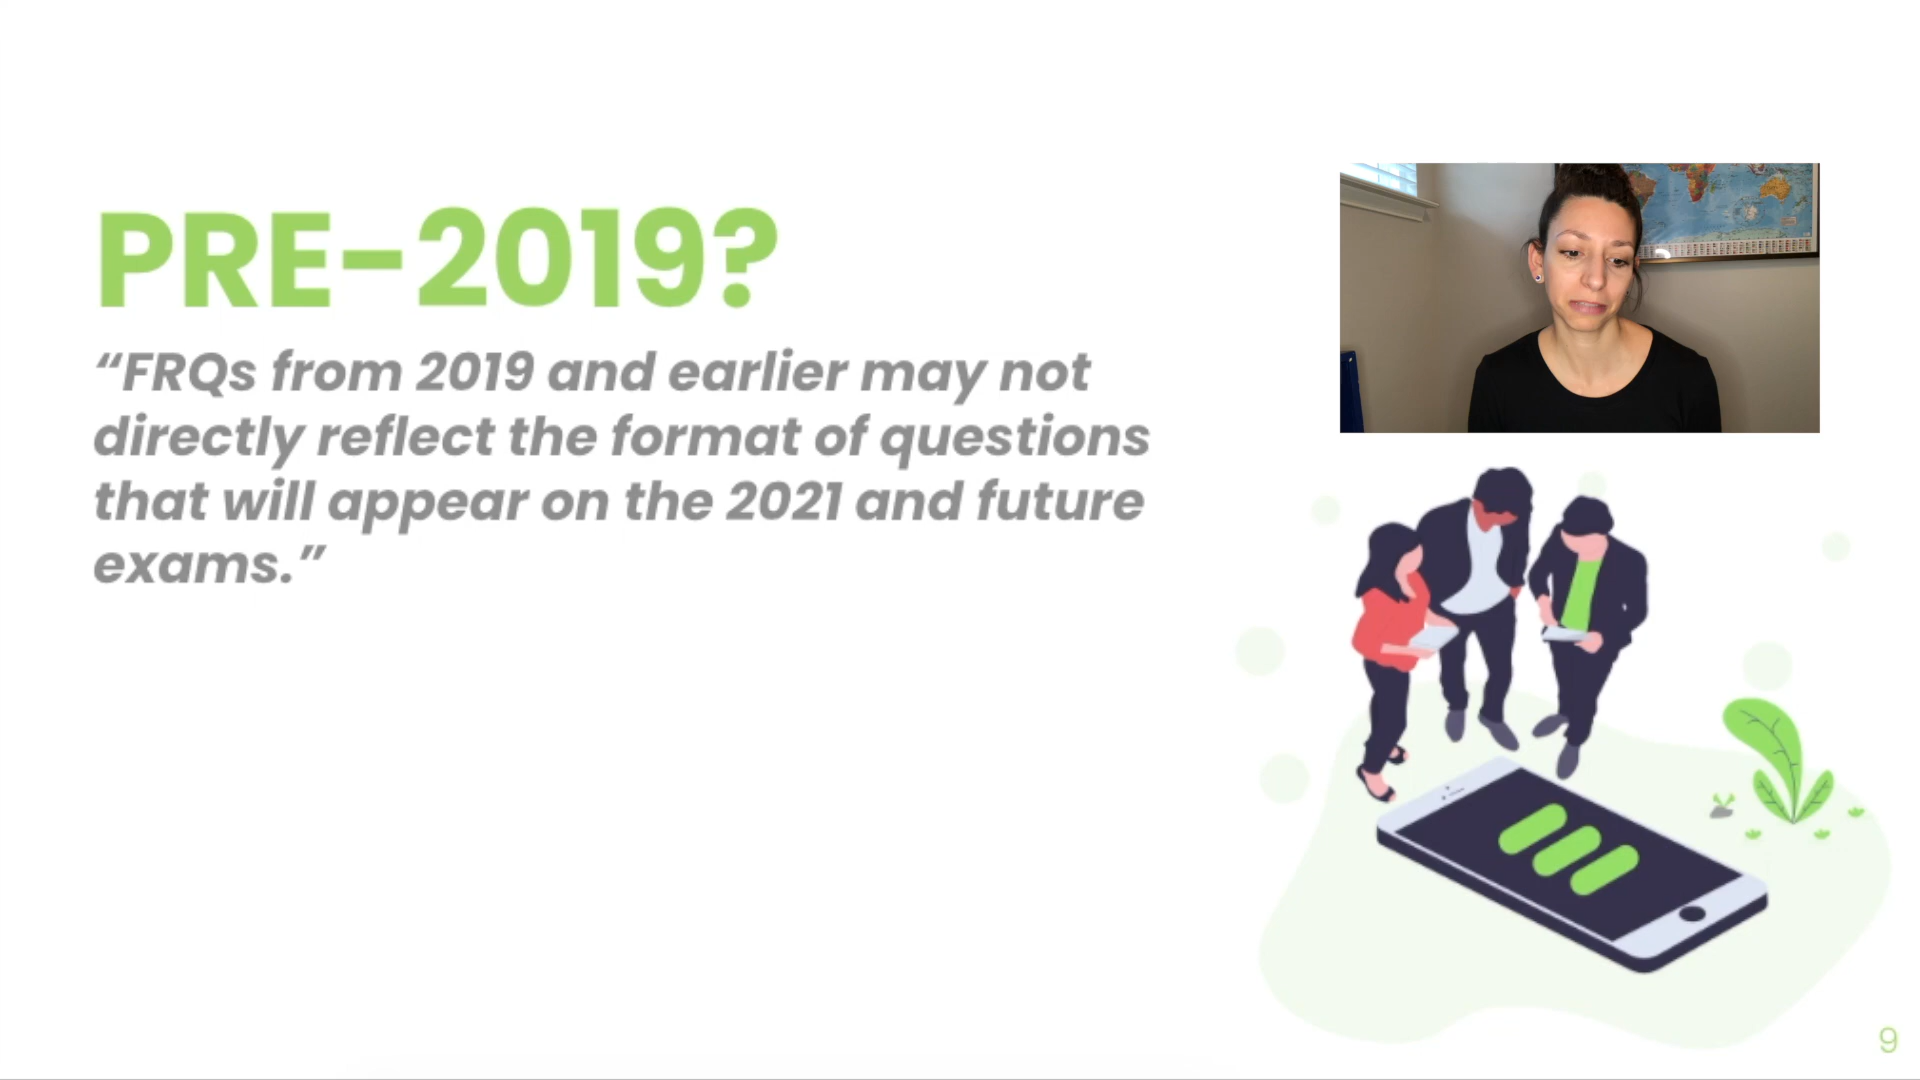 PRE-2019?
“FRQs from 2019 and earlier may not
directly reflect the format of questions
that will appear on the 2021 and future
exams.”
9